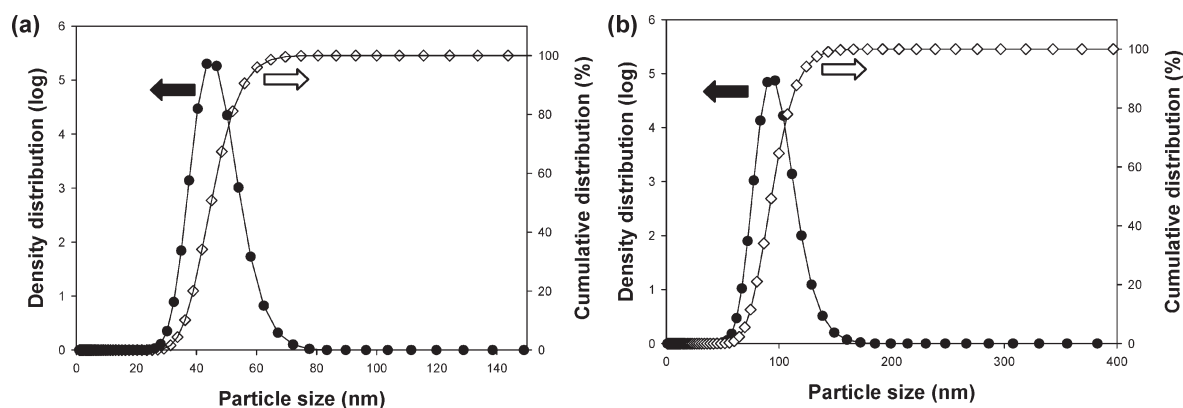 (a)
6
5
4
3
2
1
0
Density distribution (log)
0 20 40 60 80 100 120 140
Particle size (nm)
100
80
60
40
20
0
Cumulative distribution (%)
(b)
6
5
4
3
2
1
0
Density distribution (log)
0 100 200 300 400
Particle size (nm)
100
80
60
40
20
0
Cumulative distribution (%)